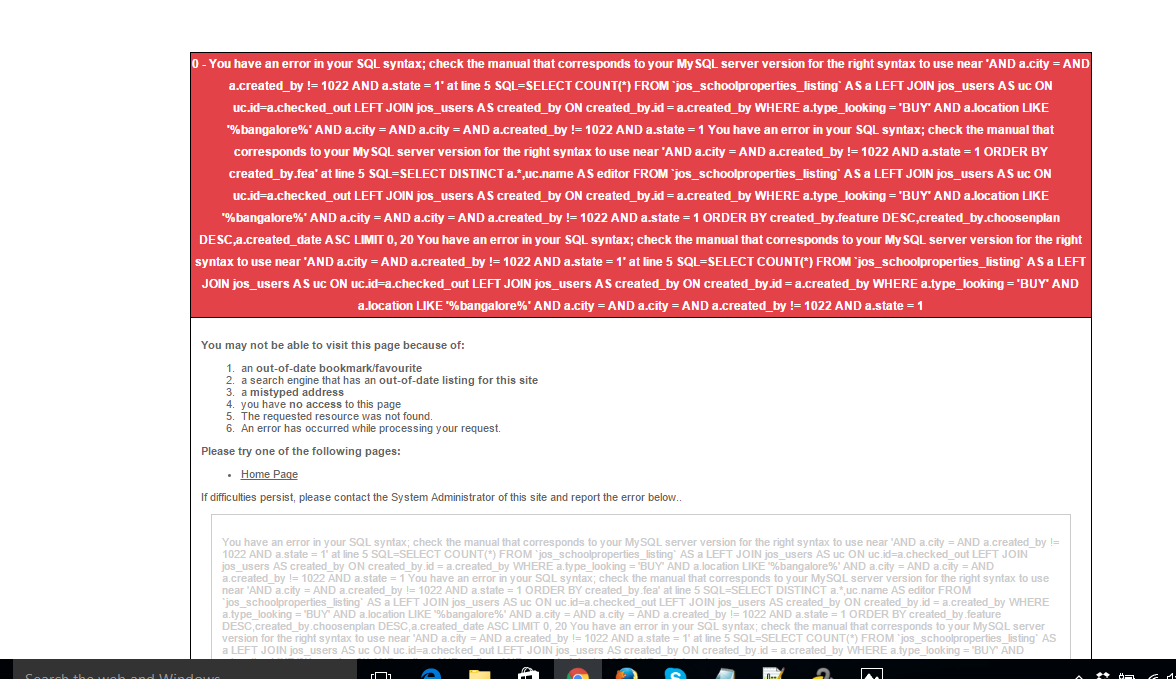 0 - You have an error in your SQL syntax; check the manual that corresponds to your MySQL server version for the right syntax to use near 'AND a.city = AND
a.created_by != 1022 AND a.state = 1' at line 5 SQL=SELECT COUNT(*) FROM `jos_schoolproperties_listing` AS a LEFT JOIN jos_users AS uc ON
uc.id=a.checked_out LEFT JOIN jos_users AS created_by ON created_by.id = a.created_by WHERE a.type_looking = 'BUY' AND a.location LIKE
'%bangalore%' AND a.city = AND a.city = AND a.created_by != 1022 AND a.state = 1 You have an error in your SQL syntax; check the manual that
corresponds to your MySQL server version for the right syntax to use near 'AND a.city = AND a.created_by != 1022 AND a.state = 1 ORDER BY
created_by.fea' at line 5 SQL=SELECT DISTINCT a.*,uc.name AS editor FROM `jos_schoolproperties_listing` AS a LEFT JOIN jos_users AS uc ON
uc.id=a.checked_out LEFT JOIN jos_users AS created_by ON created_by.id = a.created_by WHERE a.type_looking = 'BUY' AND a.location LIKE
'%bangalore%' AND a.city = AND a.city = AND a.created_by != 1022 AND a.state = 1 ORDER BY created_by.feature DESC,created_by.choosenplan
DESC,a.created_date ASC LIMIT 0, 20 You have an error in your SQL syntax; check the manual that corresponds to your MySQL server version for the right
syntax to use near 'AND a.city = AND a.created_by != 1022 AND a.state = 1' at line 5 SQL=SELECT COUNT(*) FROM `jos_schoolproperties_listing` AS a LEFT
JOIN jos_users AS uc ON uc.id=a.checked_out LEFT JOIN jos_users AS created_by ON created_by.id = a.created_by WHERE a.type_looking = 'BUY' AND
a.location LIKE '%bangalore%' AND a.city = AND a.city = AND a.created_by != 1022 AND a.state = 1
You may not be able to visit this page because of:
1. an out-of-date bookmark/favourite
2. a search engine that has an out-of-date listing for this site
3. a mistyped address
4. you have no access to this page
5. The requested resource was not found.
6. An error has occurred while processing your request.
Please try one of the following pages:
• Home Page
If difficulties persist, please contact the System Administrator of this site and report the error below..
You have an error in your SQL syntax; check the manual that corresponds to your MySQL server version for the right syntax to use near 'AND a.city = AND a.created_by !=
1022 AND a.state = 1' at line 5 SQL=SELECT COUNT(*) FROM `jos_schoolproperties_listing` AS a LEFT JOIN jos_users AS uc ON uc.id=a.checked_out LEFT JOIN
jos_users AS created_by ON created_by.id = a.created_by WHERE a.type_looking = 'BUY' AND a.location LIKE '%bangalore%' AND a.city = AND a.city = AND
a.created_by != 1022 AND a.state = 1 You have an error in your SQL syntax; check the manual that corresponds to your MySQL server version for the right syntax to use
near 'AND a.city = AND a.created_by != 1022 AND a.state = 1 ORDER BY created_by.fea' at line 5 SQL=SELECT DISTINCT a.*,uc.name AS editor FROM
`jos_schoolproperties_listing` AS a LEFT JOIN jos_users AS uc ON uc.id=a.checked_out LEFT JOIN jos_users AS created_by ON created_by.id = a.created_by WHERE
a.type_looking = 'BUY' AND a.location LIKE '%bangalore%' AND a.city = AND a.city = AND a.created_by != 1022 AND a.state = 1 ORDER BY created_by.feature
DESC,created_by.choosenplan DESC,a.created_date ASC LIMIT 0, 20 You have an error in your SQL syntax; check the manual that corresponds to your MySQL server
version for the right syntax to use near 'AND a.city = AND a.created_by != 1022 AND a.state = 1' at line 5 SQL=SELECT COUNT(*) FROM `jos_schoolproperties_listing` AS
a LEFT JOIN jos_users AS uc ON uc.id=a.checked_out LEFT JOIN jos_users AS created_by ON created_by.id = a.created_by WHERE a.type_looking = 'BUY' AND
Search the web and Windows